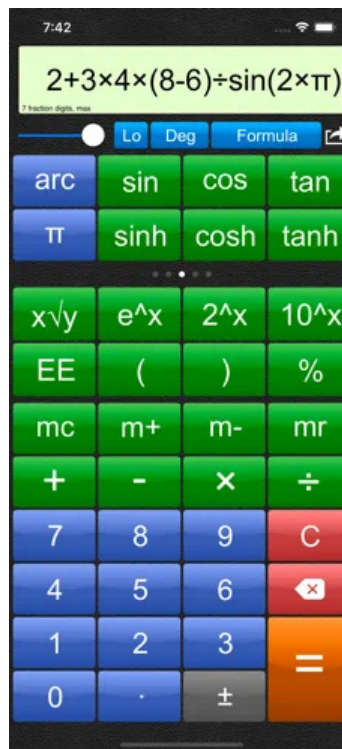 7:42
2+3×4×(8-6)÷sin(2×π)
7 fraction digits, max
Lo Deg Formula
arc sin cos tan
π sinh cosh tanh
x√y e^x 2^x 10^x
EE ( ) %
mc m+ m- mr
+ - × ÷
7 8 9 C
4 5 6 ×
1 2 3 =
0 · ±